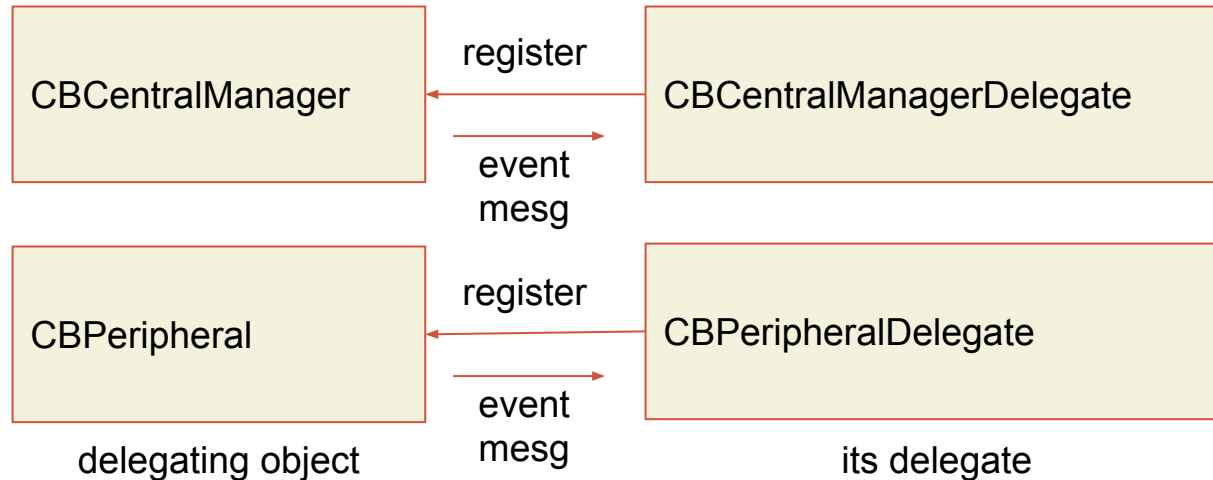 register
CBCentralManager
CBCentralManagerDelegate
event
mesg
register
CBPeripheral
CBPeripheralDelegate
event
mesg
delegating object
its delegate